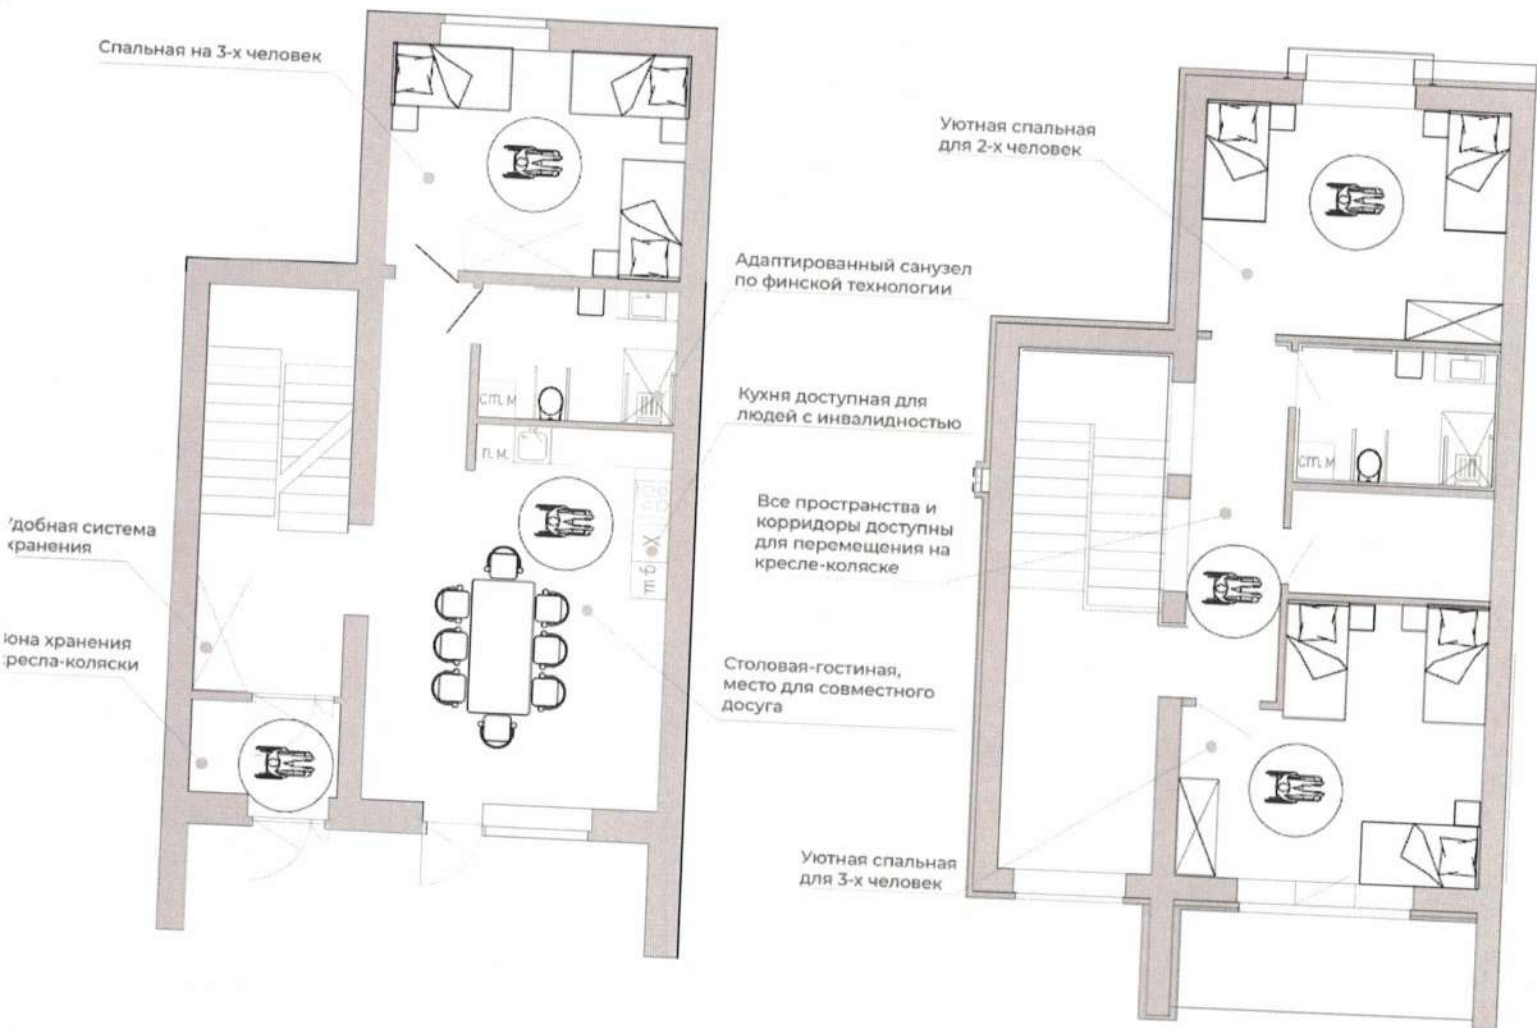 Спальная на 3-х человек
Адаптированный санузел
по финской технологии
ст. м
п. м.
Кухня доступная для
людей с инвалидностью
добная система
хранения
она хранения
ресла-коляски
Столовая-гостиная,
место для совместного
досуга
Уютная спальная
для 2-х человек
ст. м
Все пространства и
корридоры доступны
для перемещения на
кресле-коляске
Уютная спальная
для 3-х человек